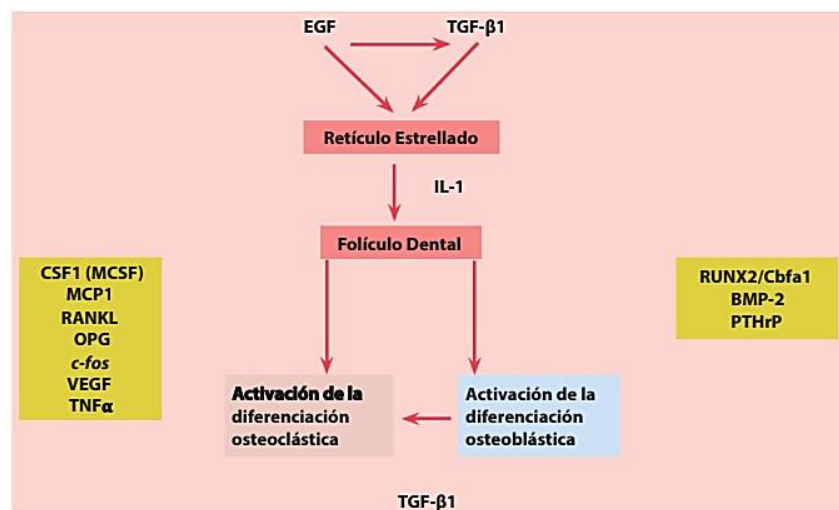 EGF
TGF-β1
Retículo Estrellado
IL-1
Folículo Dental
CSF1 (MCSF)
MCP1
RANKL
OPG
c-fos
VEGF
TNFα
RUNX2/Cbfa1
BMP-2
PTHrP
Activación de la
diferenciación
osteoclástica
Activación de la
diferenciación
osteoblástica
TGF-β1